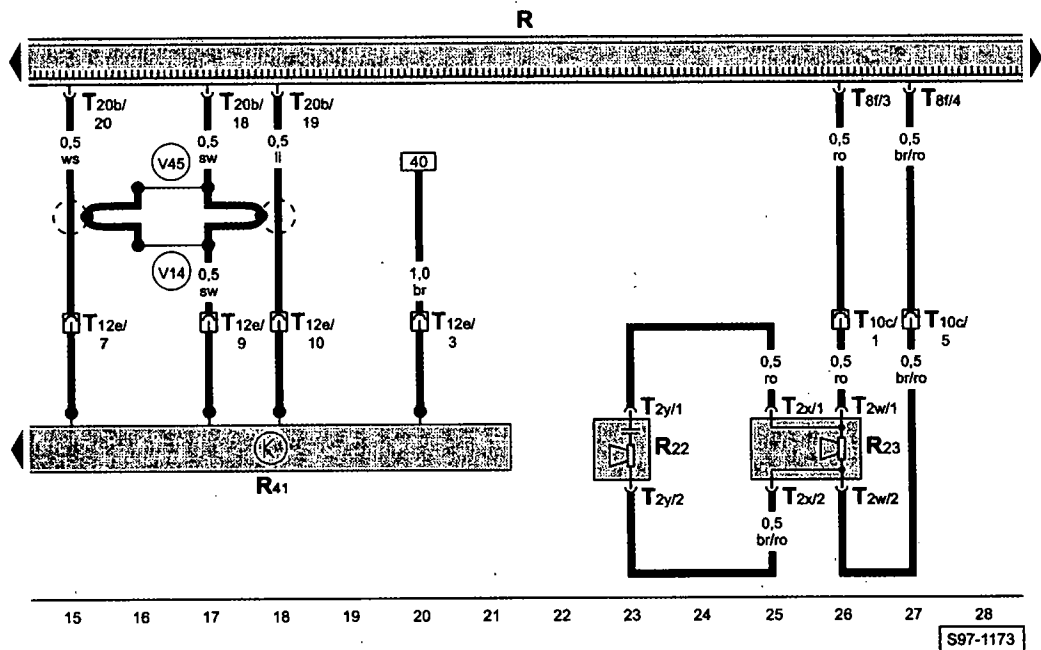 R
T20b/ T20b/ T20b/ T8f/3 T8f/4
20 18 19
0,5 0,5 0,5 0,5 0,5
ws sw li ro br/ro
V45
40
V14
0,5
sw
1,0
br
T12e/ T12e/ T12e/ T12e/ T10c/ T10c/
7 9 10 3 1 5
0,5 0,5 0,5
ro ro br/ro
T2y/1 T2x/1 T2w/1
R22 R23
K
R41
T2y/2 T2x/2 T2w/2
0,5
br/ro
15 16 17 18 19 20 21 22 23 24 25 26 27 28
S97-1173